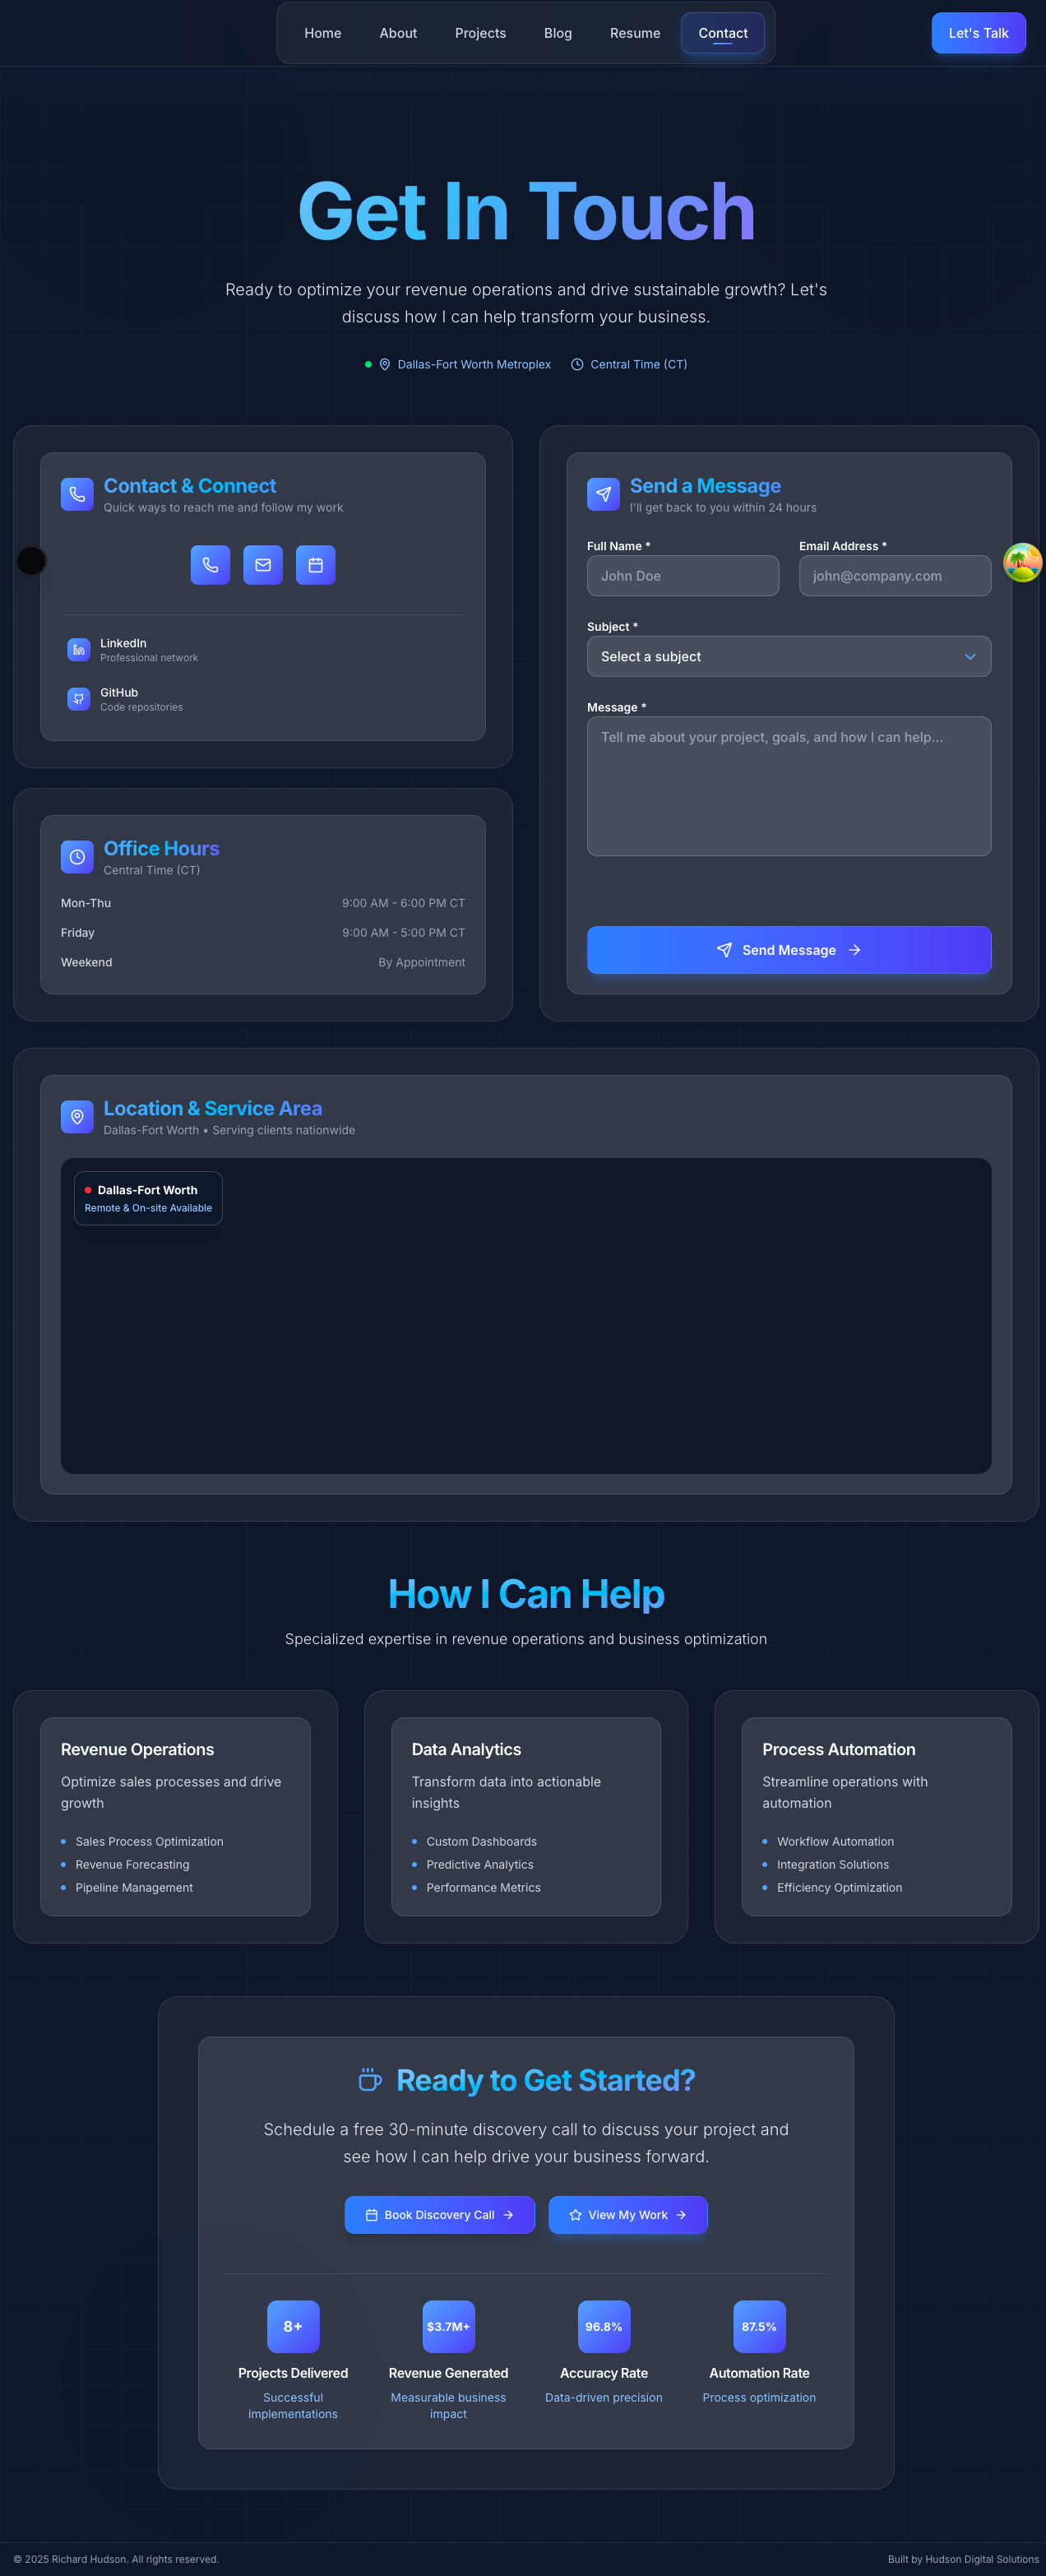 Home About Projects Blog Resume Contact Let's Talk
Get In Touch
Ready to optimize your revenue operations and drive sustainable growth? Let's
discuss how I can help transform your business.
Dallas-Fort Worth Metroplex Central Time (CT)
Contact & Connect
Quick ways to reach me and follow my work
LinkedIn
Professional network
GitHub
Code repositories
Office Hours
Central Time (CT)
Mon-Thu 9:00 AM - 6:00 PM CT
Friday 9:00 AM - 5:00 PM CT
Weekend By Appointment
Send a Message
I'll get back to you within 24 hours
Full Name * Email Address *
John Doe john@company.com
Subject *
Select a subject
Message *
Tell me about your project, goals, and how I can help...
Send Message
Location & Service Area
Dallas-Fort Worth • Serving clients nationwide
Dallas-Fort Worth
Remote & On-site Available
How I Can Help
Specialized expertise in revenue operations and business optimization
Revenue Operations
Optimize sales processes and drive
growth
Sales Process Optimization
Revenue Forecasting
Pipeline Management
Data Analytics
Transform data into actionable
insights
Custom Dashboards
Predictive Analytics
Performance Metrics
Process Automation
Streamline operations with
automation
Workflow Automation
Integration Solutions
Efficiency Optimization
Ready to Get Started?
Schedule a free 30-minute discovery call to discuss your project and
see how I can help drive your business forward.
Book Discovery Call View My Work
8+
Projects Delivered
Successful
implementations
$3.7M+
Revenue Generated
Measurable business
impact
96.8%
Accuracy Rate
Data-driven precision
87.5%
Automation Rate
Process optimization
© 2025 Richard Hudson. All rights reserved. Built by Hudson Digital Solutions